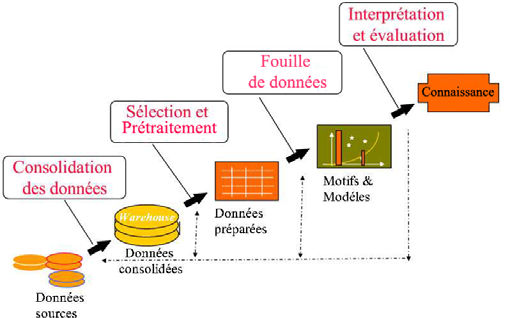 Interprétation
et évaluation
Fouille
de données
Connaissance
Sélection et
Prétraitement
Motifs &
Modéles
Consolidation
des données
Données
préparées
Warehouse
Données
consolidées
Données
sources